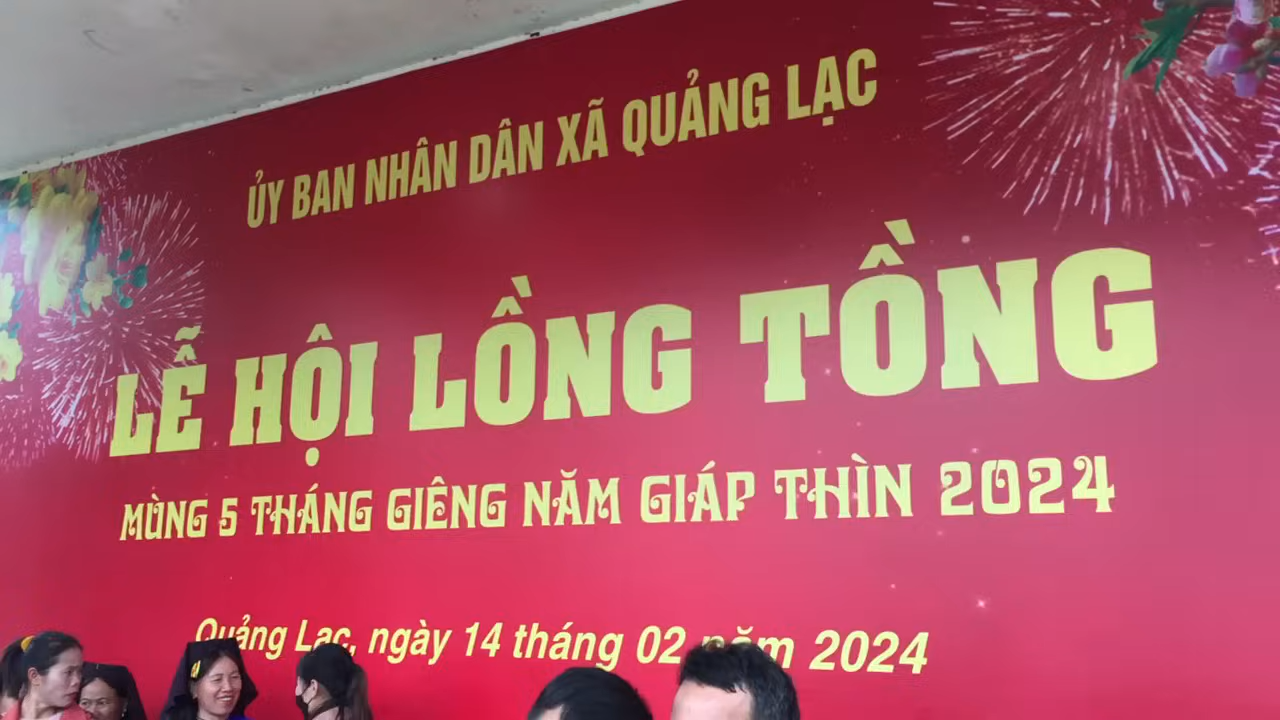 ỦY BAN NHÂN DÂN XÃ QUẢNG LẠC
LỄ HỘI LỒNG TỒNG
MÙNG 5 THÁNG GIÊNG NĂM GIÁP THÌN 2024
Quảng Lạc, ngày 14 tháng 02 năm 2024